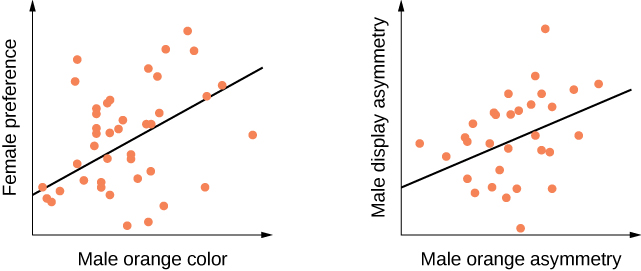 Female preference
Male orange color
Male display asymmetry
Male orange asymmetry